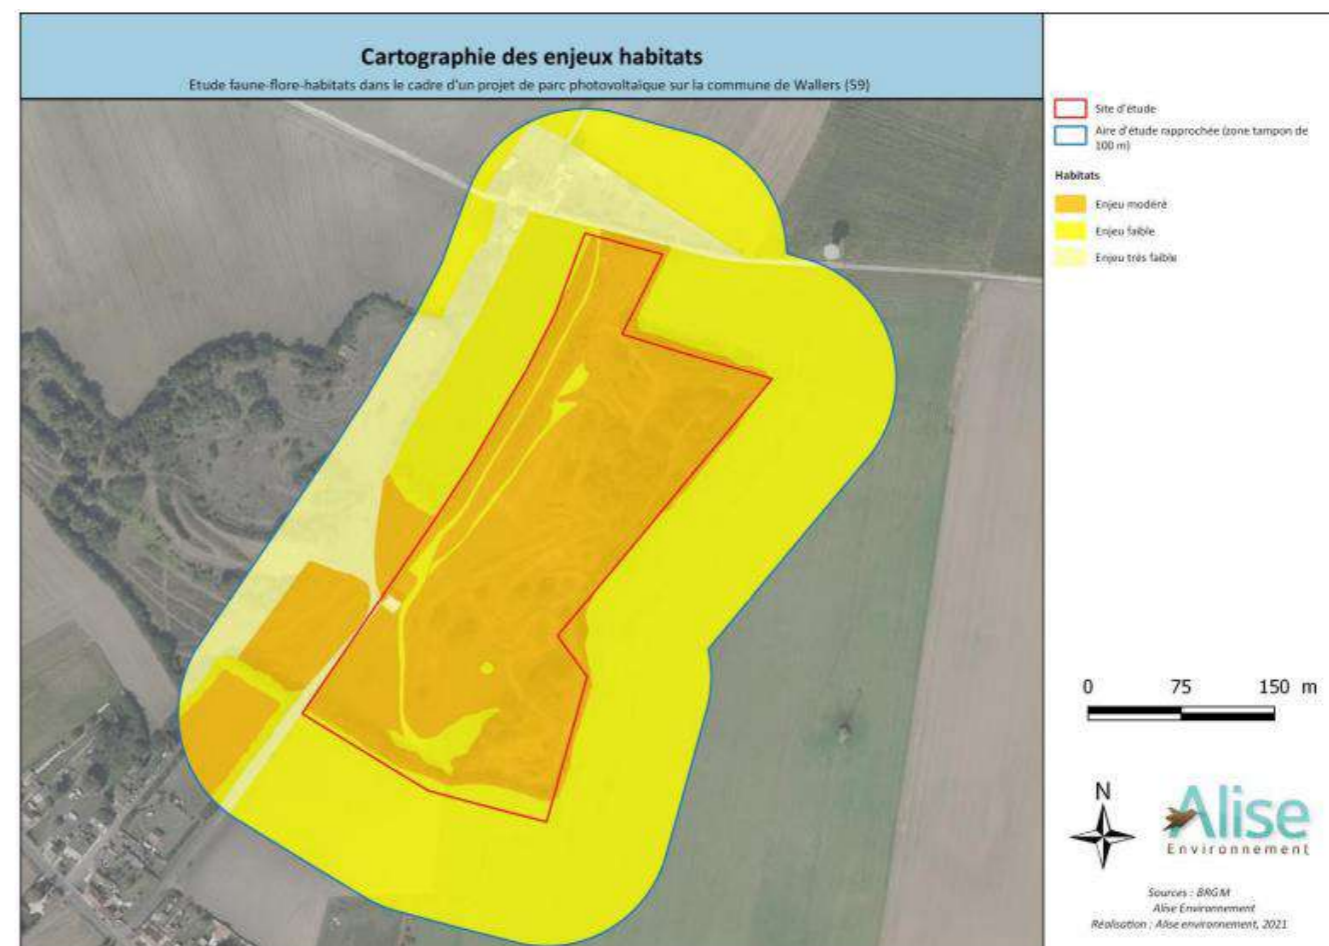 Cartographie des enjeux habitats
Etude faune-flore-habitats dans le cadre d'un projet de parc photovoltaïque sur la commune de Wallers (59)
Site d'étude
Aire d'étude rapprochée (zone tampon de
100 m)
Habitats
Enjeu modéré
Enjeu faible
Enjeu très faible
0 75 150 m
N
Alise
Environnement
Sources : BRGM
Alise Environnement
Réalisation : Alise environnement, 2021